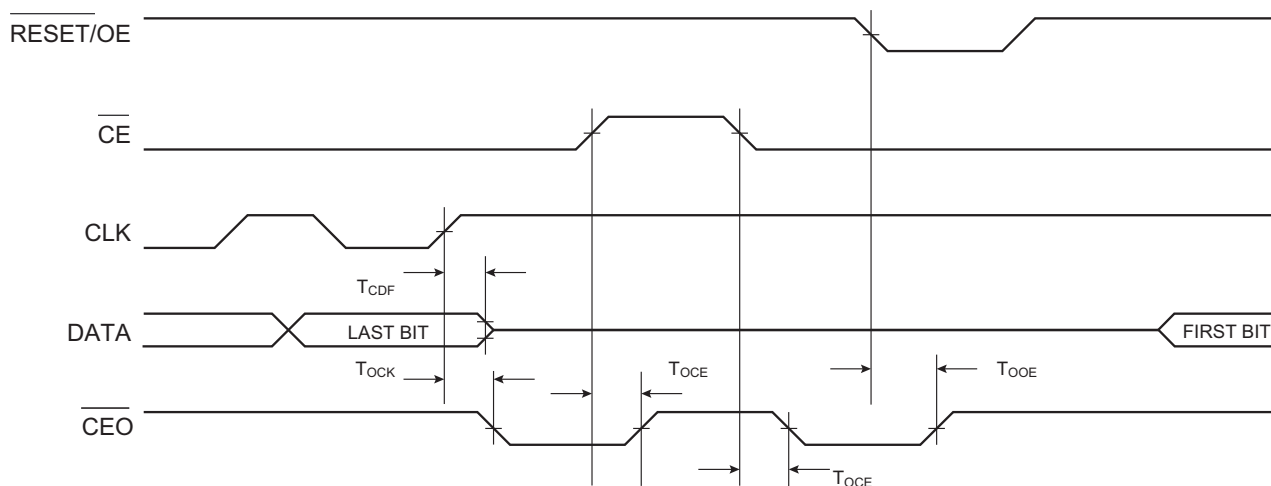 RESET/OE
CE
CLK
TCDF
DATA
LAST BIT
FIRST BIT
TOCK
TOCE
TOOE
CEO
TOCE